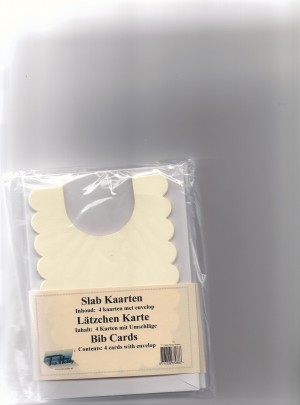 Slab Kaarten
Inhoud: 4 kaarten met envelop
Lätzchen Karte
Inhalt: 4 Karten mit Umschläge
Bib Cards
Contents: 4 cards with envelop